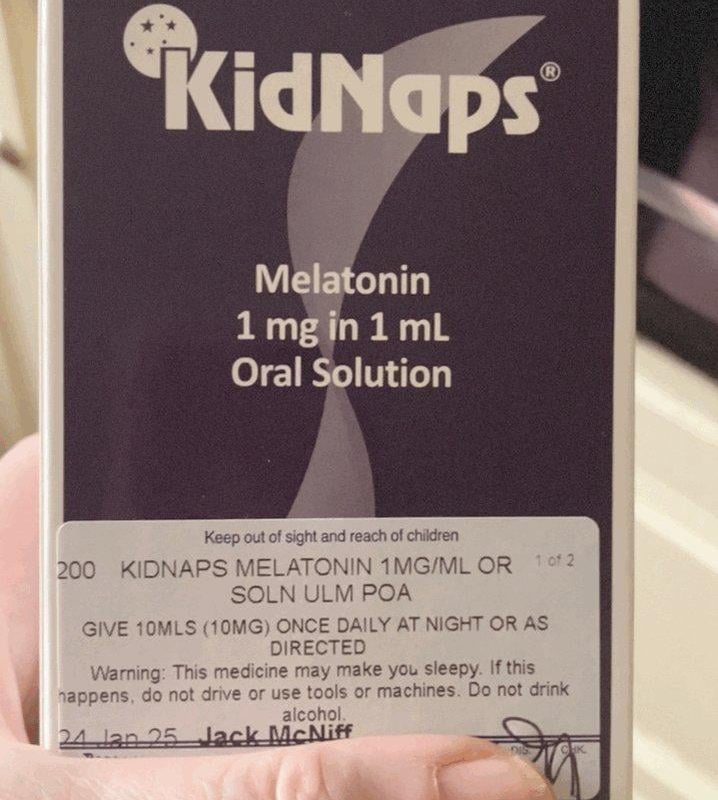 KidNaps®
Melatonin
1 mg in 1 mL
Oral Solution
Keep out of sight and reach of children
200 KIDNAPS MELATONIN 1MG/ML OR 1 of 2
SOLN ULM POA
GIVE 10MLS (10MG) ONCE DAILY AT NIGHT OR AS
DIRECTED
Warning: This medicine may make you sleepy. If this
happens, do not drive or use tools or machines. Do not drink
alcohol.
24 Jan 25 Jack McNiff
DIS. CHK.